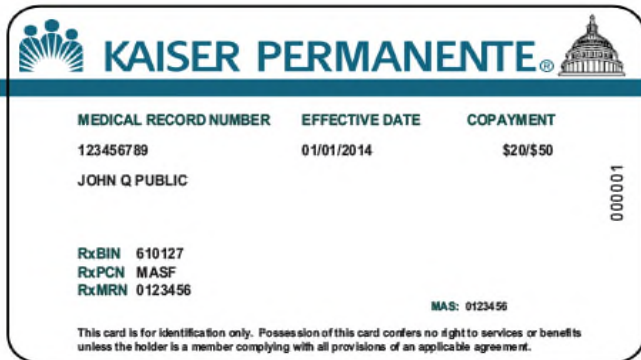 KAISER PERMANENTE®
MEDICAL RECORD NUMBER EFFECTIVE DATE COPAYMENT
123456789 01/01/2014 $20/$50
JOHN Q PUBLIC
000001
RxBIN 610127
RxPCN MASF
RxMRN 0123456
MAS: 0123456
This card is for identification only. Possession of this card confers no right to services or benefits
unless the holder is a member complying with all provisions of an applicable agreement.